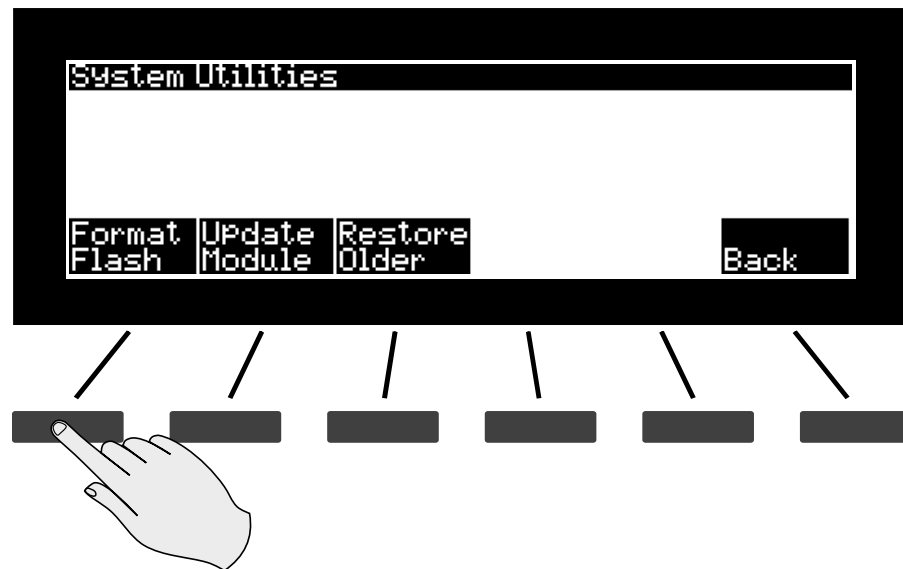 System Utilities
Format Update Restore
Flash Module Older Back